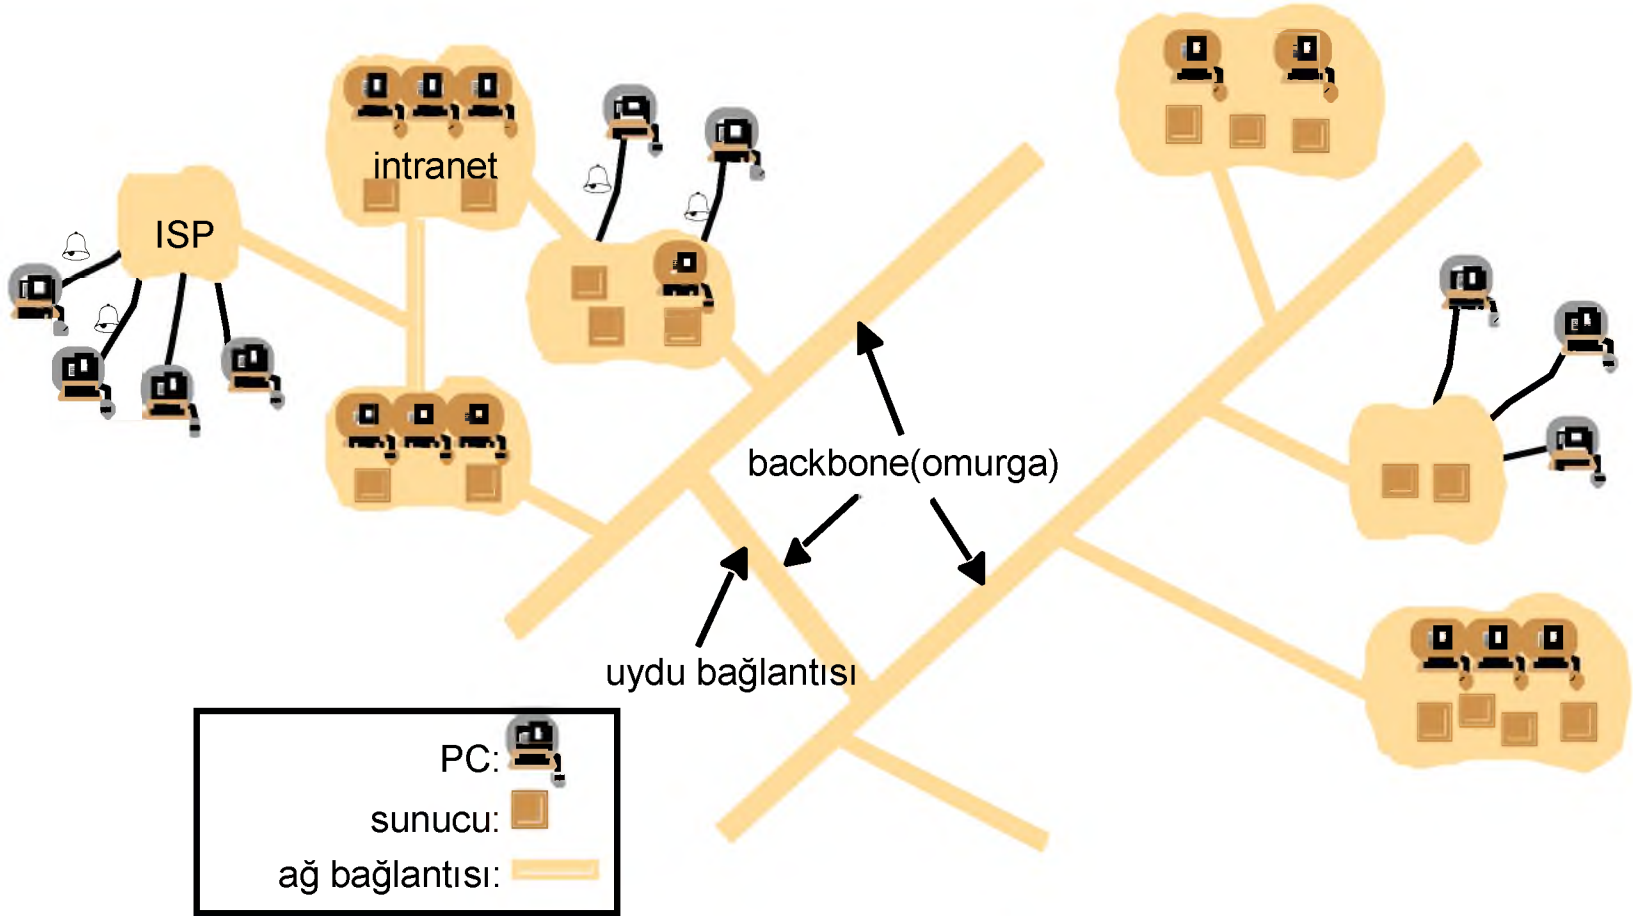 intranet
ISP
backbone(omurga)
uydu bağlantısı
PC:
sunucu:
ağ bağlantısı: